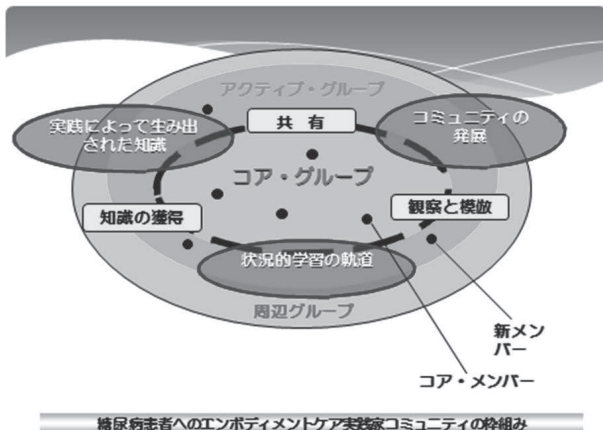 アクティブ・グループ
実践によって生み出
された知識
共 有
コミュニティの
発展
コア・グループ
知識の獲得
観察と模倣
状況的学習の軌道
周辺グループ
新メン
バー
コア・メンバー
糖尿病患者へのエンボディメントケア実践家コミュニティの枠組み